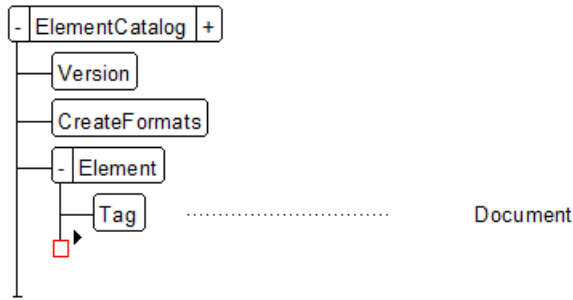 - ElementCatalog +
Version
CreateFormats
- Element
Tag ................................ Document